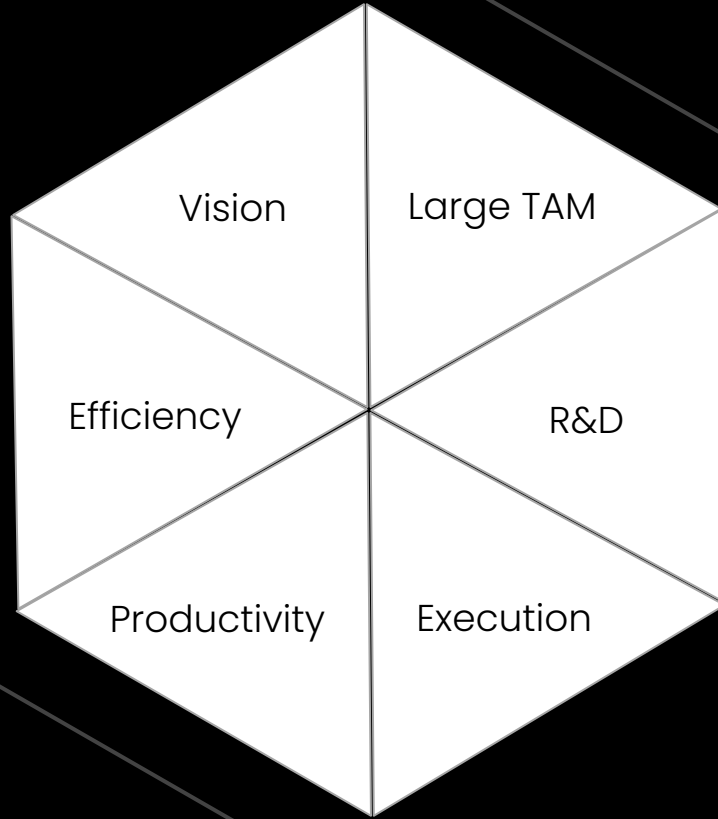 Vision
Large TAM
Efficiency
R&D
Productivity
Execution